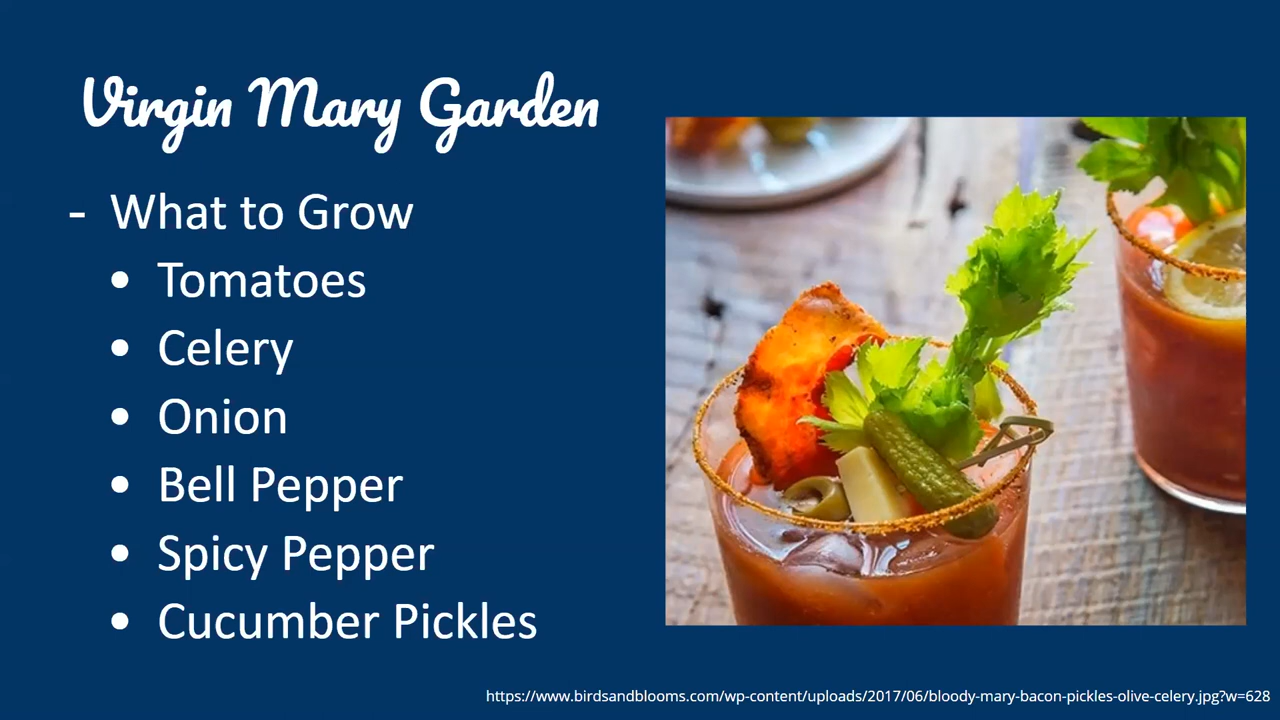 Virgin Mary Garden
- What to Grow
• Tomatoes
• Celery
• Onion
• Bell Pepper
• Spicy Pepper
• Cucumber Pickles
https://www.birdsandblooms.com/wp-content/uploads/2017/06/bloody-mary-bacon-pickles-olive-celery.jpg?w=628